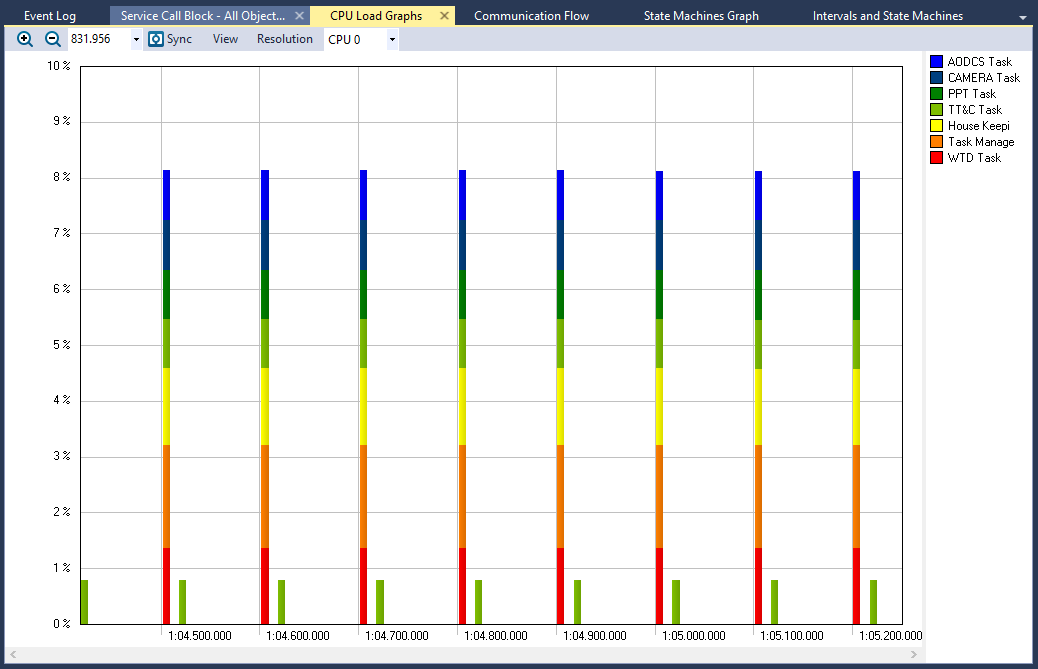 Event Log Service Call Block - All Object... CPU Load Graphs Communication Flow State Machines Graph Intervals and State Machines
831.956 Sync View Resolution CPU 0
10 %
9 %
8 %
7 %
6 %
5 %
4 %
3 %
2 %
1 %
0 %
1:04.500.000 1:04.600.000 1:04.700.000 1:04.800.000 1:04.900.000 1:05.000.000 1:05.100.000 1:05.200.000
AODCS Task
CAMERA Task
PPT Task
TT&C Task
House Keepi
Task Manage
WTD Task